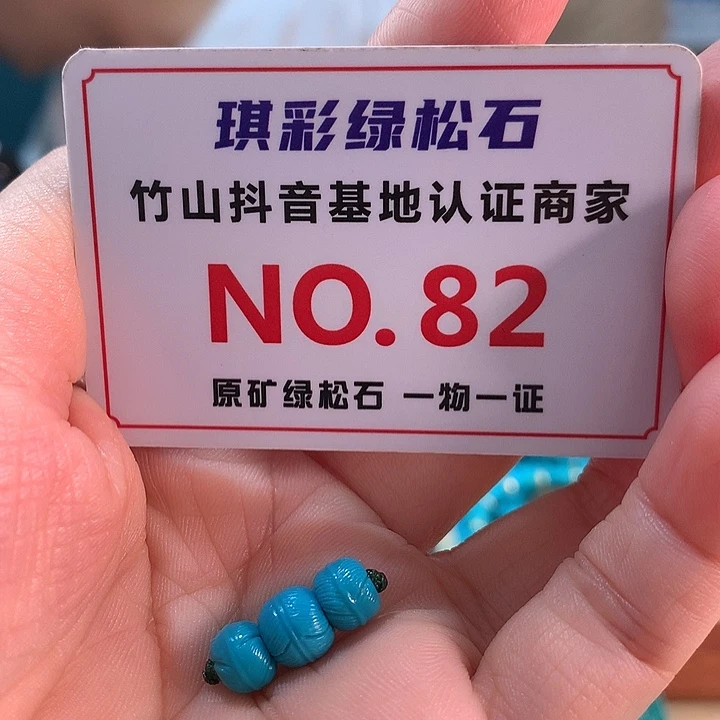 琪彩绿松石
竹山抖音基地认证商家
NO.82
原矿绿松石 一物一证